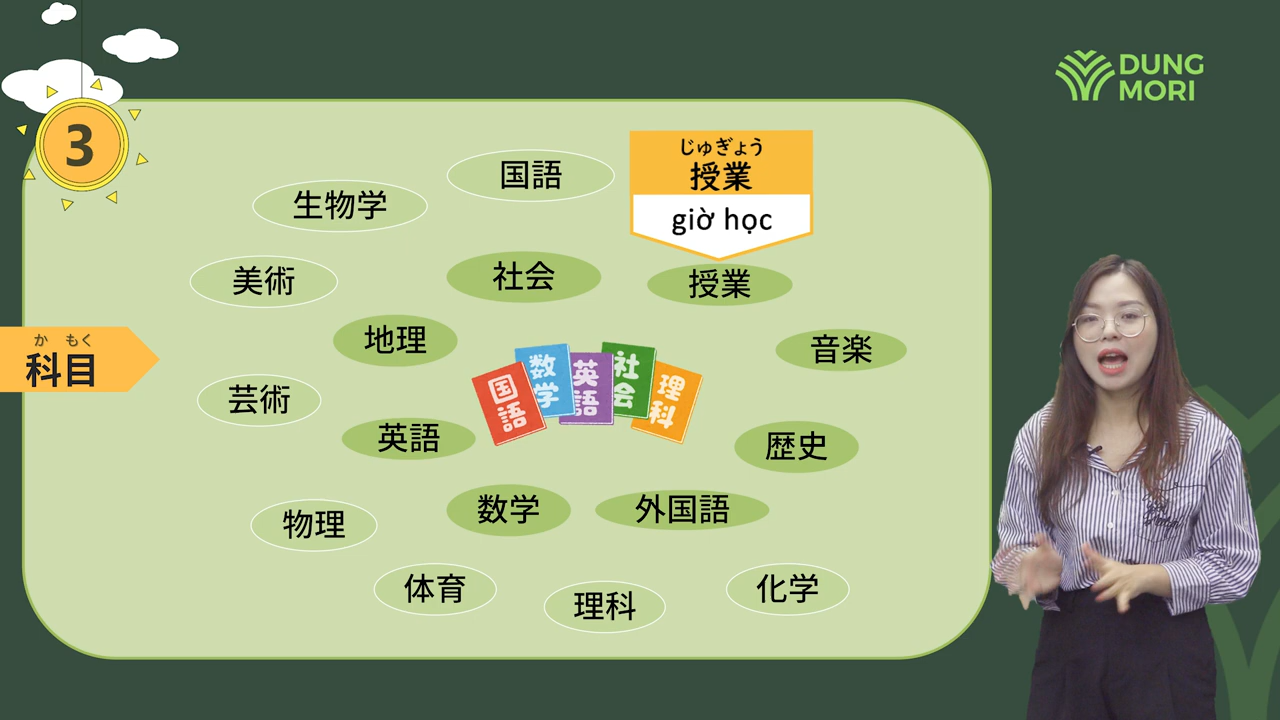 DUNG
MORI
3
じゅぎょう
授業
giờ học
国語
生物学
社会
授業
美術
地理
音楽
かもく
科目
国語
数学
英語
社会
理科
芸術
英語
歴史
数学
外国語
物理
体育
理科
化学